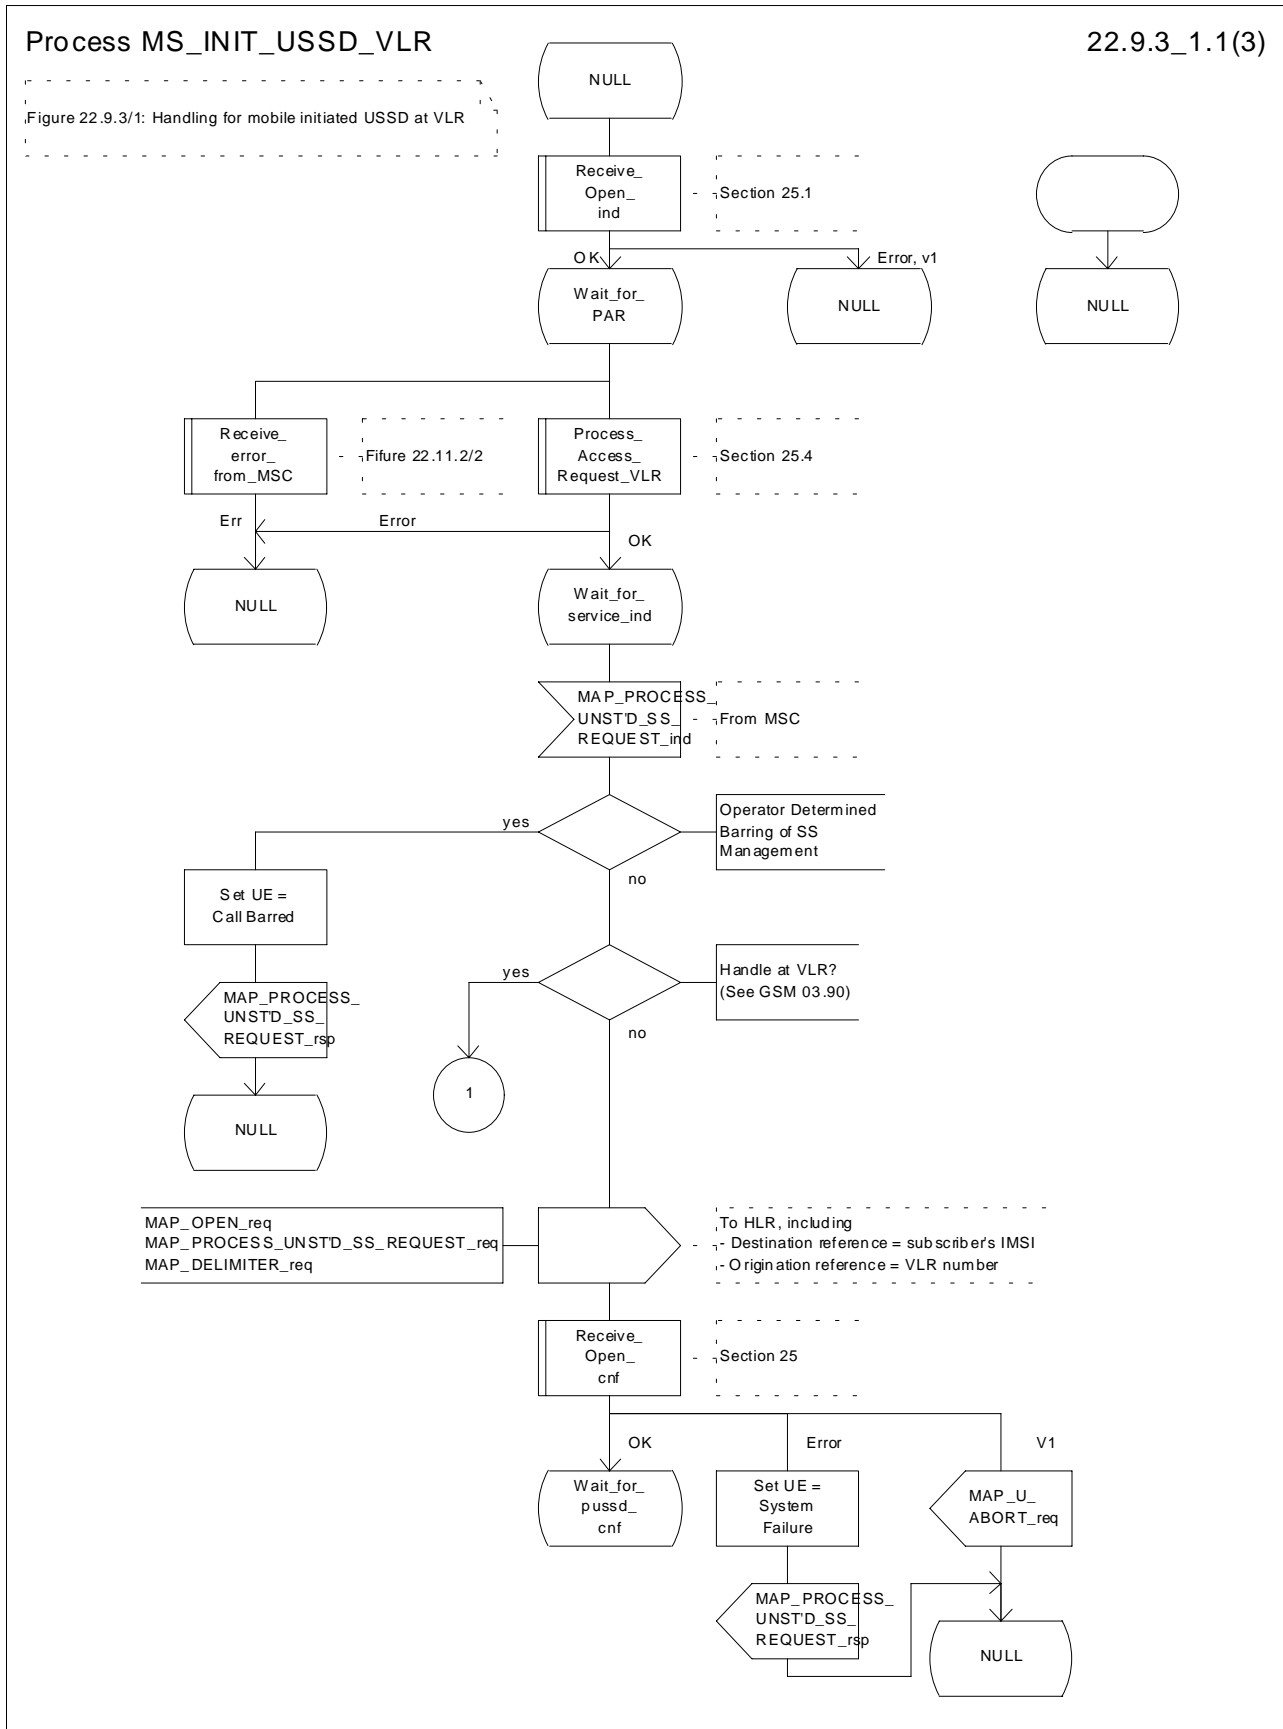 Process MS_INIT_USSD_VLR
22.9.3_1.1(3)
Figure 22.9.3/1: Handling for mobile initiated USSD at VLR
NULL
Receive_
Open_
ind
Section 25.1
OK
Error, v1
Wait_for_
PAR
NULL
NULL
Receive_
error_
from_MSC
Fifure 22.11.2/2
Process_
Access_
Request_VLR
Section 25.4
Err
Error
OK
NULL
Wait_for_
service_ind
MAP_PROCESS_
UNST'D_SS_
REQUEST_ind
From MSC
yes
Operator Determined
Barring of SS
Management
no
Set UE =
Call Barred
yes
Handle at VLR?
(See GSM 03.90)
no
MAP_PROCESS_
UNST'D_SS_
REQUEST_rsp
1
NULL
MAP_OPEN_req
MAP_PROCESS_UNST'D_SS_REQUEST_req
MAP_DELIMITER_req
To HLR, including
- Destination reference = subscriber's IMSI
- Origination reference = VLR number
Receive_
Open_
cnf
Section 25
OK
Error
V1
Wait_for_
pussd_
cnf
Set UE =
System
Failure
MAP_U_
ABORT_req
MAP_PROCESS_
UNST'D_SS_
REQUEST_rsp
NULL